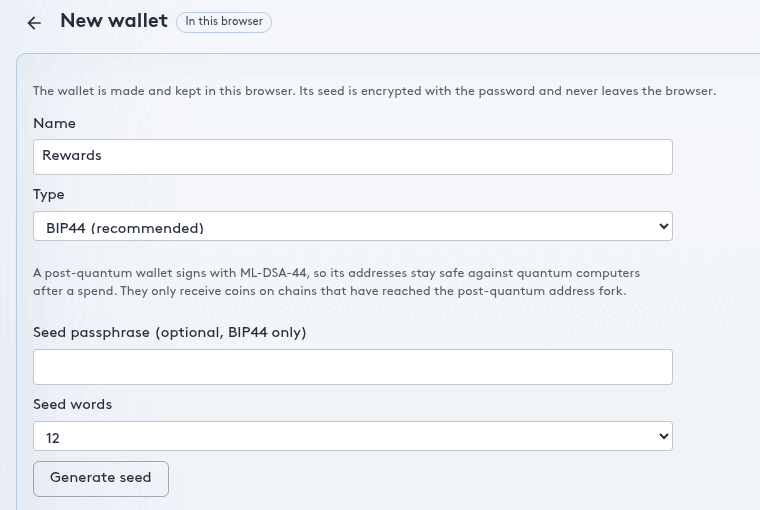 New wallet In this browser
The wallet is made and kept in this browser. Its seed is encrypted with the password and never leaves the browser.
Name
Rewards
Type
BIP44 (recommended)
A post-quantum wallet signs with ML-DSA-44, so its addresses stay safe against quantum computers
after a spend. They only receive coins on chains that have reached the post-quantum address fork.
Seed passphrase (optional, BIP44 only)
Seed words
12
Generate seed